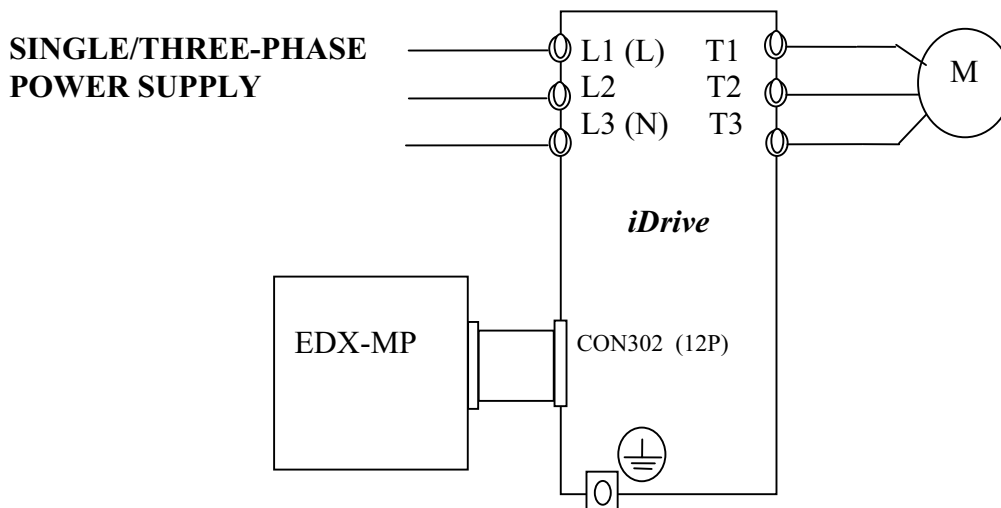 SINGLE/THREE-PHASE
POWER SUPPLY
L1 (L) T1
L2 T2
L3 (N) T3
M
iDrive
EDX-MP
CON302 (12P)